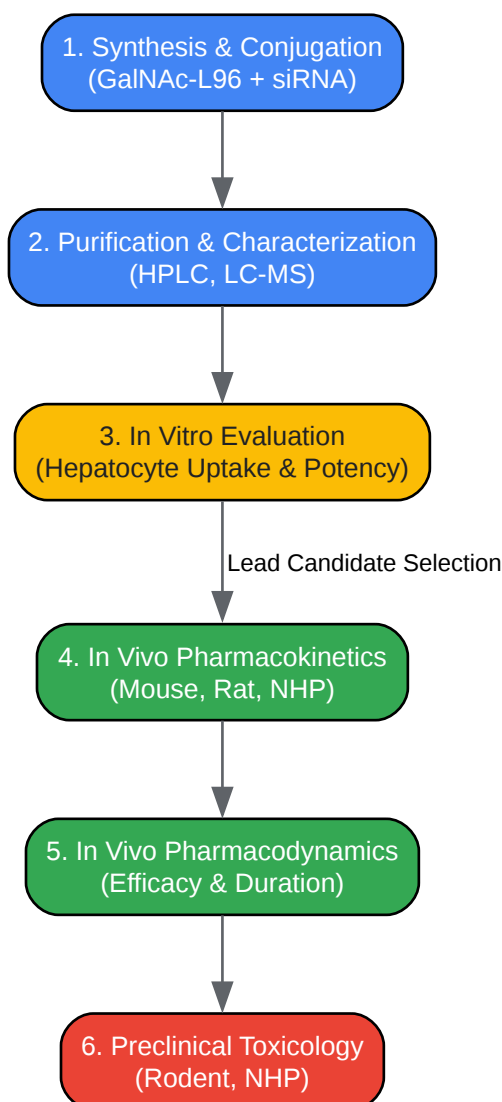 1. Synthesis & Conjugation
(GalNAc-L96 + siRNA)
2. Purification & Characterization
(HPLC, LC-MS)
3. In Vitro Evaluation
(Hepatocyte Uptake & Potency)
Lead Candidate Selection
4. In Vivo Pharmacokinetics
(Mouse, Rat, NHP)
5. In Vivo Pharmacodynamics
(Efficacy & Duration)
6. Preclinical Toxicology
(Rodent, NHP)